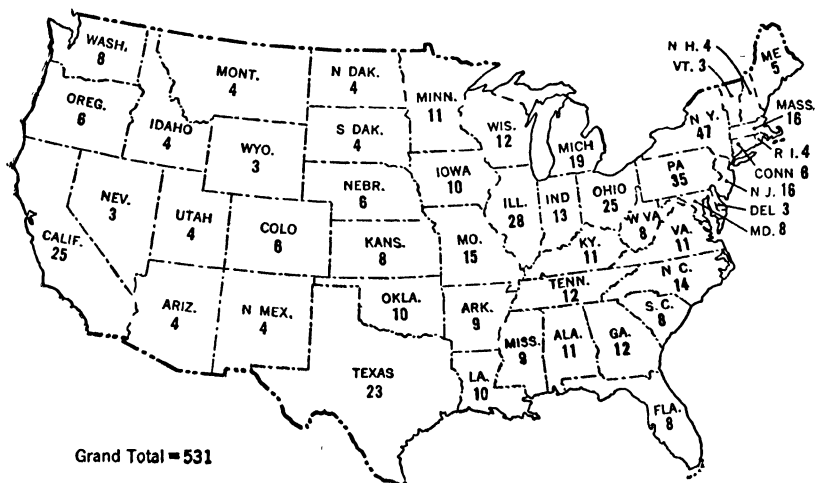 WASH.
8
MONT.
4
N DAK.
4
MINN.
11
N H. 4
VT. 3
ME
5
OREG.
6
IDAHO
4
WYO.
3
S DAK.
4
WIS.
12
MICH
19
N Y.
47
MASS.
16
R I. 4
CONN 6
N J. 16
DEL 3
MD. 8
NEV.
3
UTAH
4
COLO
6
NEBR.
6
IOWA
10
ILL.
28
IND
13
OHIO
25
PA
35
W VA
8
VA.
11
CALIF.
25
KANS.
8
MO.
15
KY.
11
N C.
14
TENN.
12
S.C.
8
ARIZ.
4
N MEX.
4
OKLA.
10
ARK.
9
MISS.
9
ALA.
11
GA.
12
TEXAS
23
LA.
10
FLA.
8
Grand Total = 531